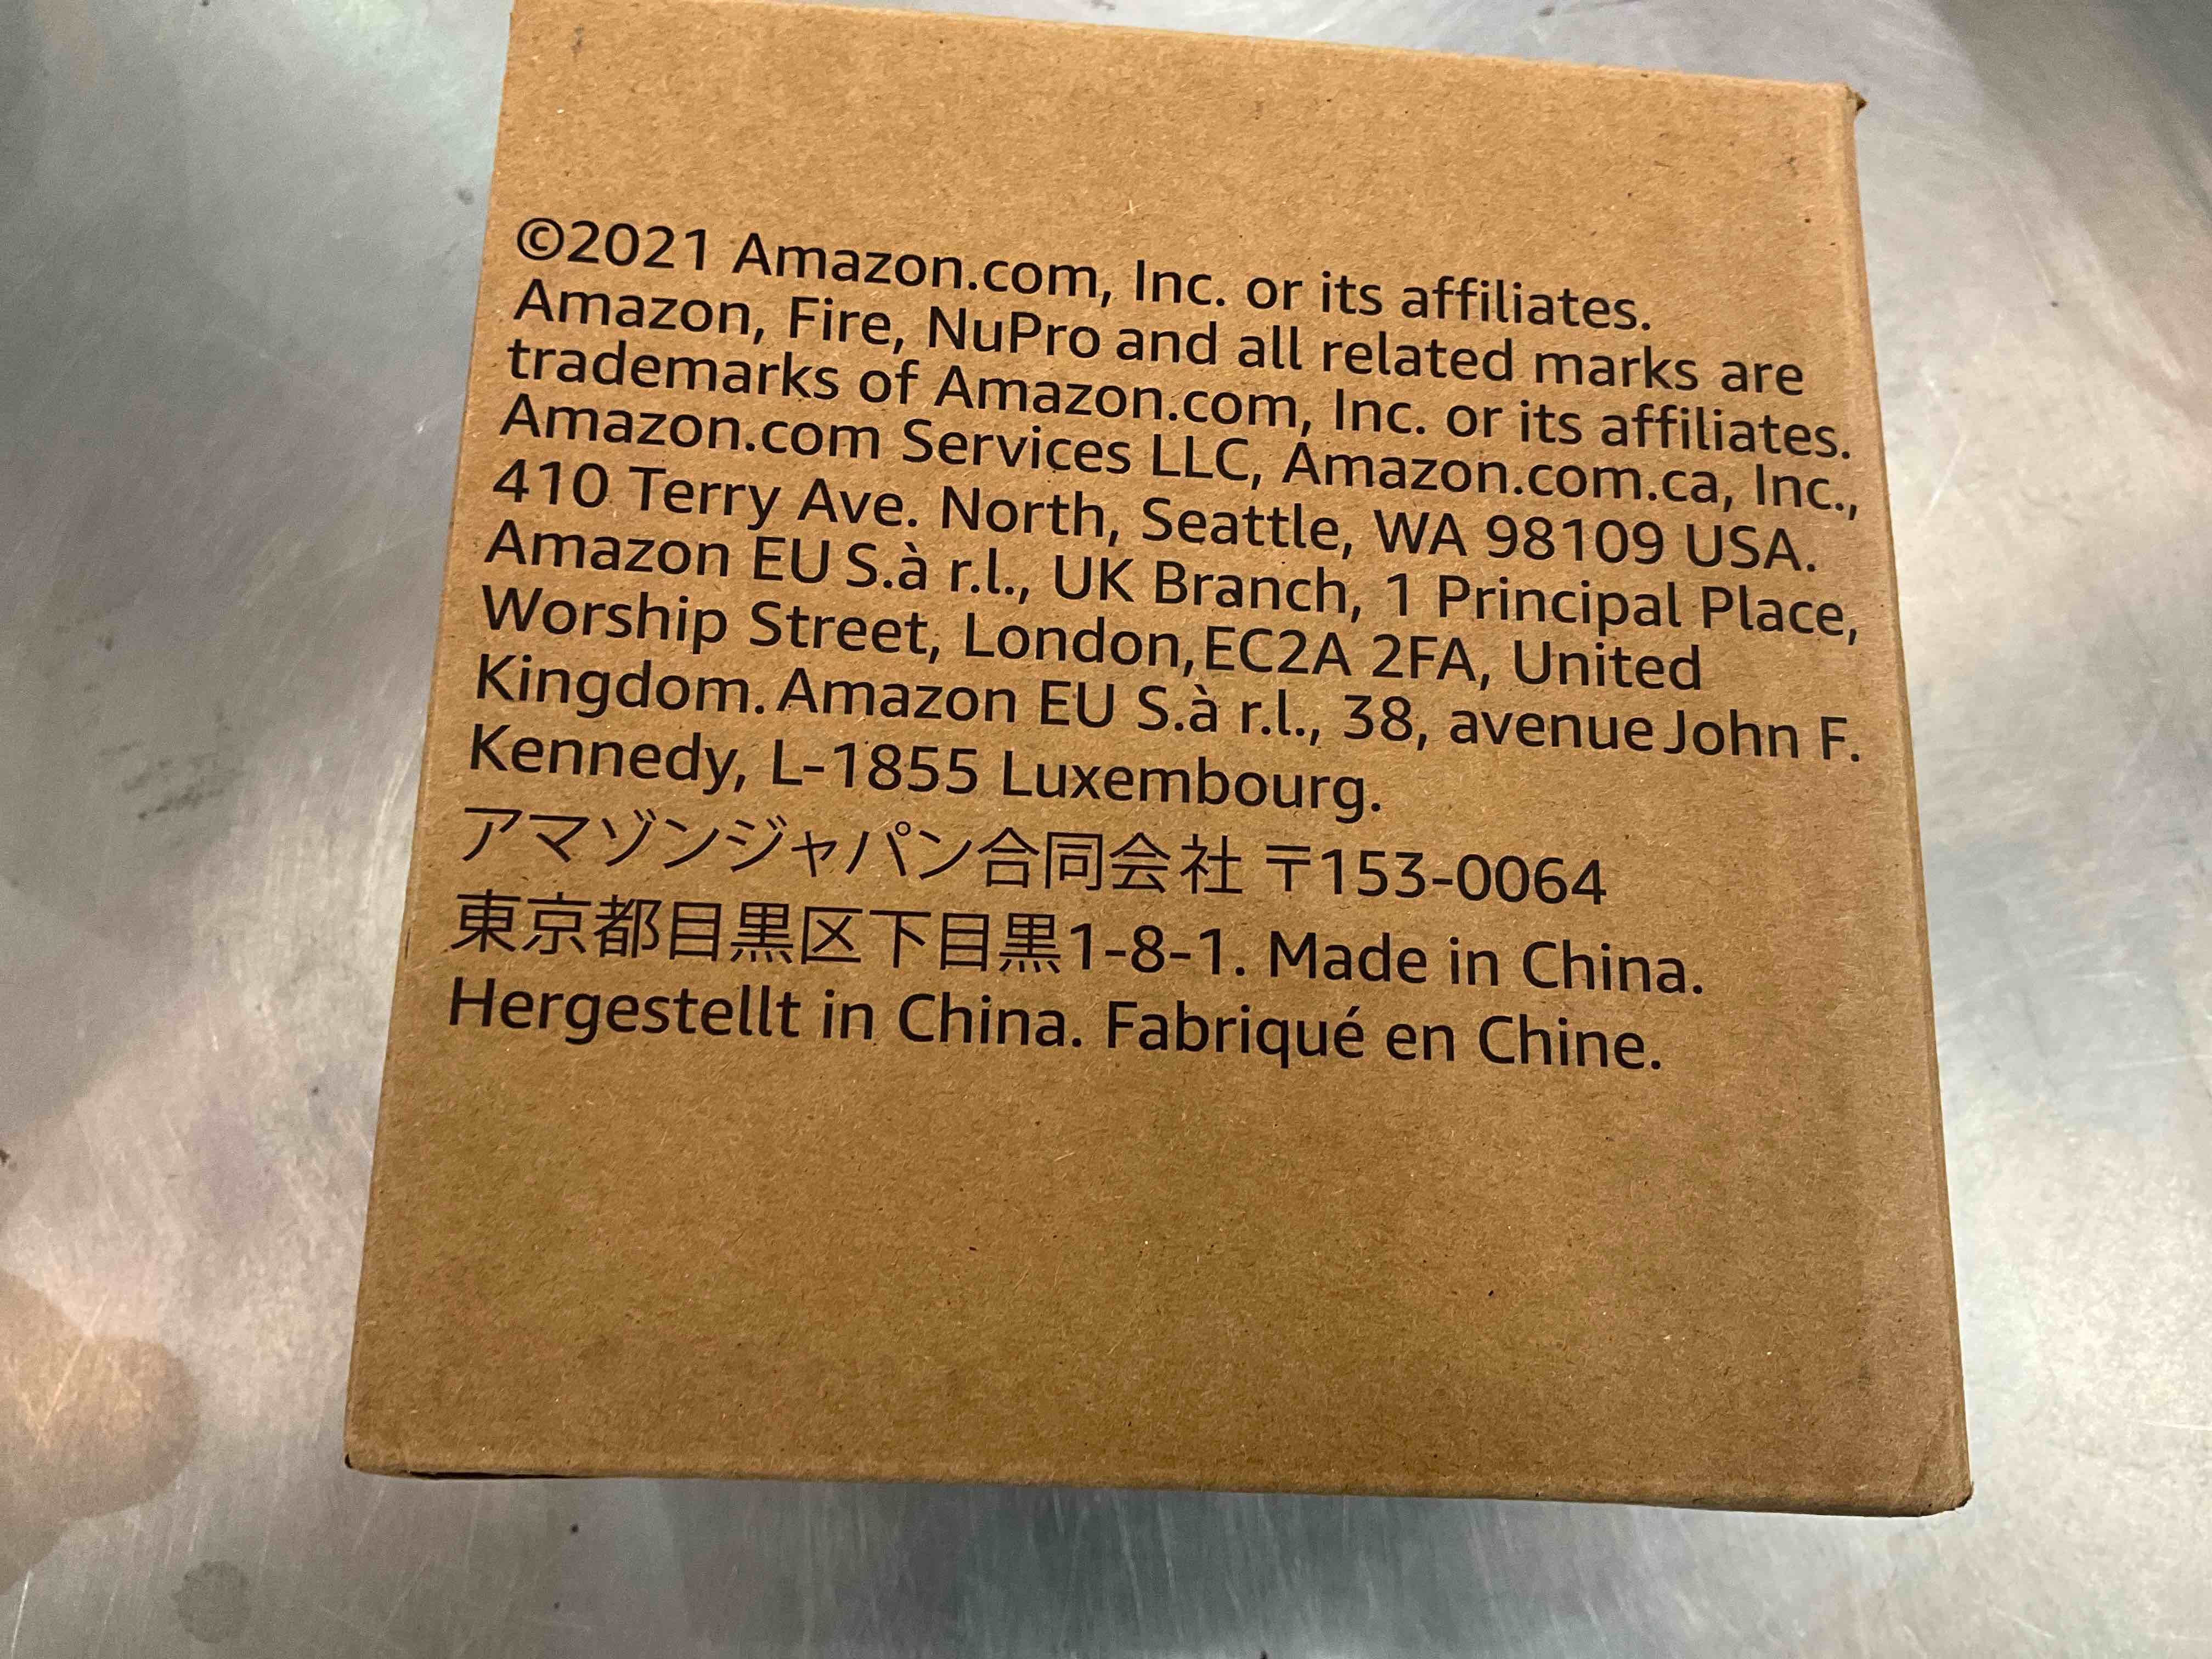 ©2021 Amazon.com, Inc. or its affiliates.
Amazon, Fire, NuPro and all related marks are
trademarks of Amazon.com, Inc. or its affiliates.
Amazon.com Services LLC, Amazon.com.ca, Inc.,
410 Terry Ave. North, Seattle, WA 98109 USA.
Amazon EU S.à r.l., UK Branch, 1 Principal Place,
Worship Street, London,EC2A 2FA, United
Kingdom. Amazon EU S.à r.l., 38, avenue John F.
Kennedy, L-1855 Luxembourg.
アマゾンジャパン合同会社 〒153-0064
東京都目黒区下目黒1-8-1. Made in China.
Hergestellt in China. Fabriqué en Chine.